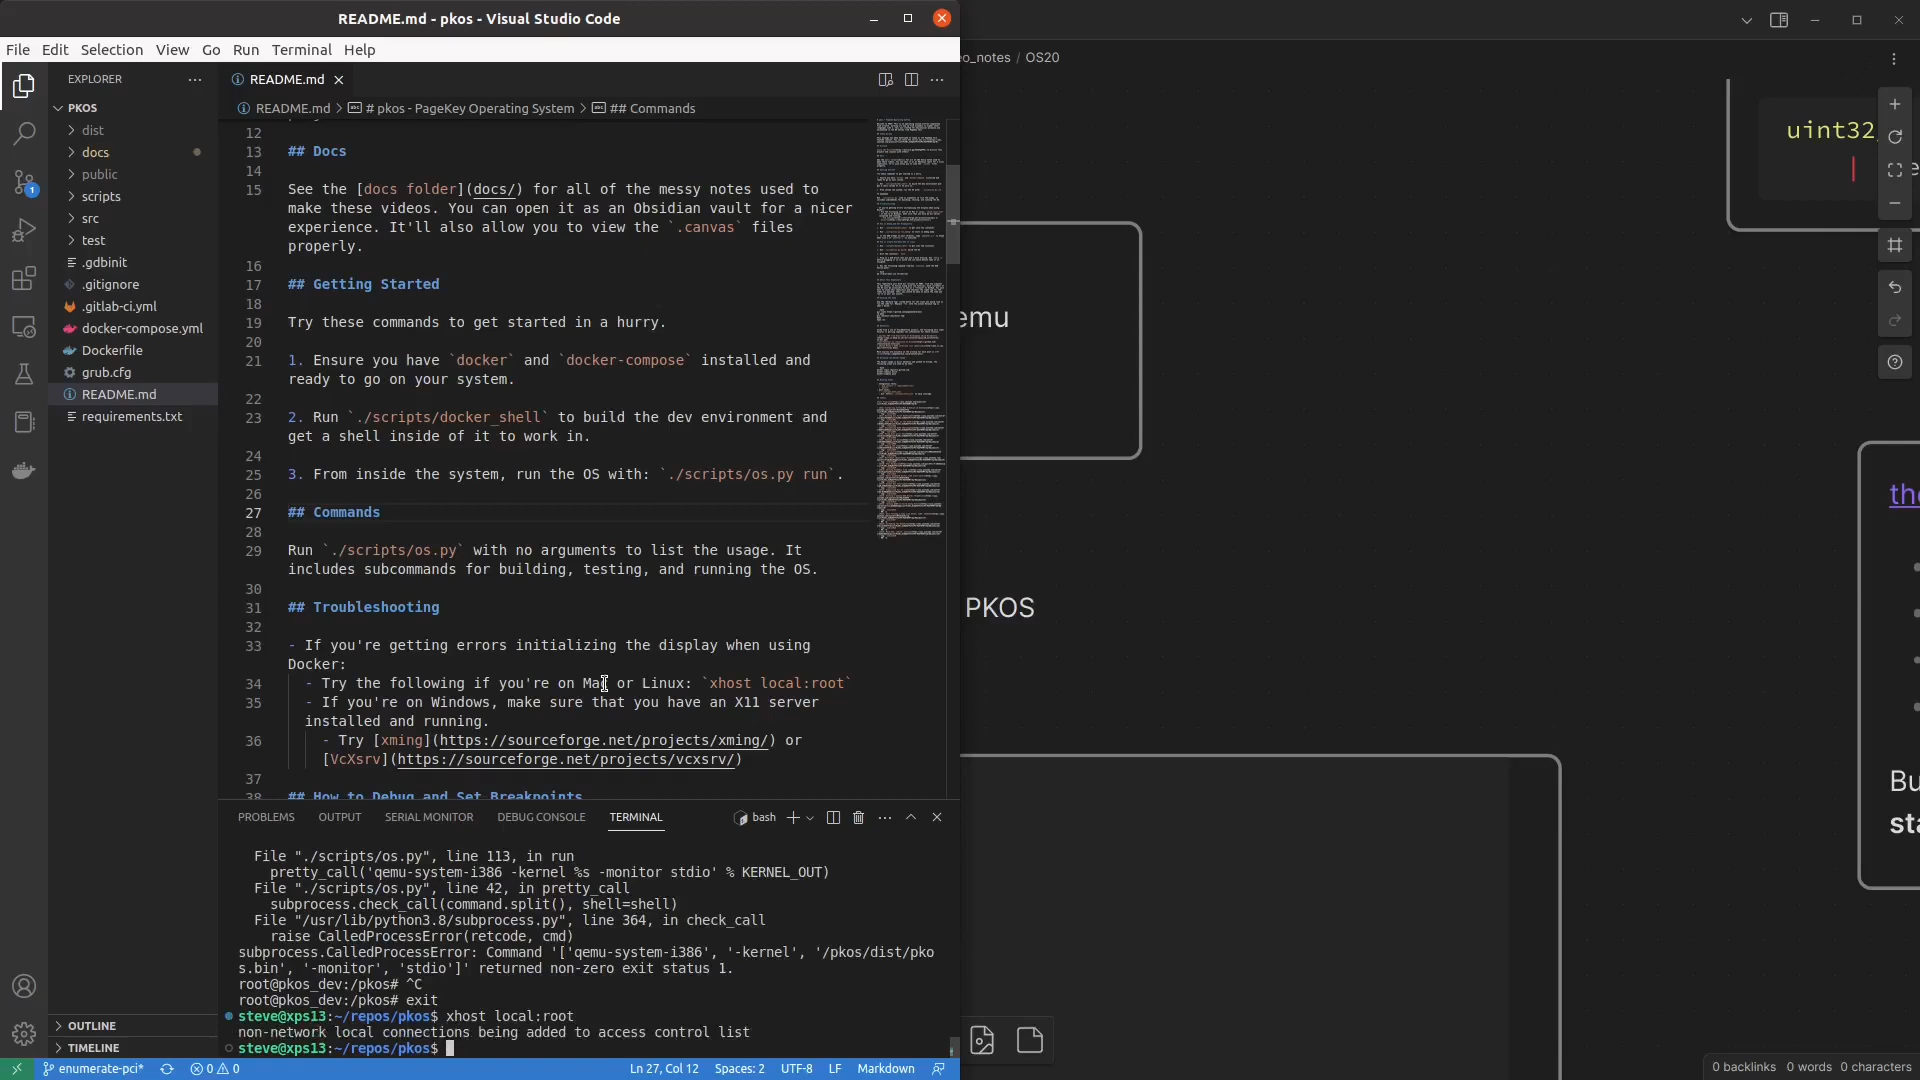 README.md - pkos - Visual Studio Code
File Edit Selection View Go Run Terminal Help
EXPLORER
PKOS
dist
docs
public
scripts
src
test
.gdbinit
.gitignore
.gitlab-ci.yml
docker-compose.yml
Dockerfile
grub.cfg
README.md
requirements.txt
OUTLINE
TIMELINE
1
README.md
README.md > # pkos - PageKey Operating System > ## Commands
12
13 ## Docs
14
15 See the [docs folder](docs/) for all of the messy notes used to
make these videos. You can open it as an Obsidian vault for a nicer
experience. It'll also allow you to view the `.canvas` files
properly.
16
17 ## Getting Started
18
19 Try these commands to get started in a hurry.
20
21 1. Ensure you have `docker` and `docker-compose` installed and
ready to go on your system.
22
23 2. Run `./scripts/docker_shell` to build the dev environment and
get a shell inside of it to work in.
24
25 3. From inside the system, run the OS with: `./scripts/os.py run`.
26
27 ## Commands
28
29 Run `./scripts/os.py` with no arguments to list the usage. It
includes subcommands for building, testing, and running the OS.
30
31 ## Troubleshooting
32
33 - If you're getting errors initializing the display when using
Docker:
34 - Try the following if you're on Mac or Linux: `xhost local:root`
35 - If you're on Windows, make sure that you have an X11 server
installed and running.
36 - Try [xming](https://sourceforge.net/projects/xming/) or
[VcXsrv](https://sourceforge.net/projects/vcxsrv/)
37
38 ## How to Debug and Set Breakpoints
PROBLEMS OUTPUT SERIAL MONITOR DEBUG CONSOLE TERMINAL bash
File "./scripts/os.py", line 113, in run
pretty_call('qemu-system-i386 -kernel %s -monitor stdio' % KERNEL_OUT)
File "./scripts/os.py", line 42, in pretty_call
subprocess.check_call(command.split(), shell=shell)
File "/usr/lib/python3.8/subprocess.py", line 364, in check_call
raise CalledProcessError(retcode, cmd)
subprocess.CalledProcessError: Command '['qemu-system-i386', '-kernel', '/pkos/dist/pko
s.bin', '-monitor', 'stdio']' returned non-zero exit status 1.
root@pkos_dev:/pkos# ^C
root@pkos_dev:/pkos# exit
steve@xps13:~/repos/pkos$ xhost local:root
non-network local connections being added to access control list
steve@xps13:~/repos/pkos$
enumerate-pci* 0 0 Ln 27, Col 12 Spaces: 2 UTF-8 LF Markdown
eo_notes / OS20
uint32
emu
the
PKOS
Bu
sta
0 backlinks 0 words 0 characters